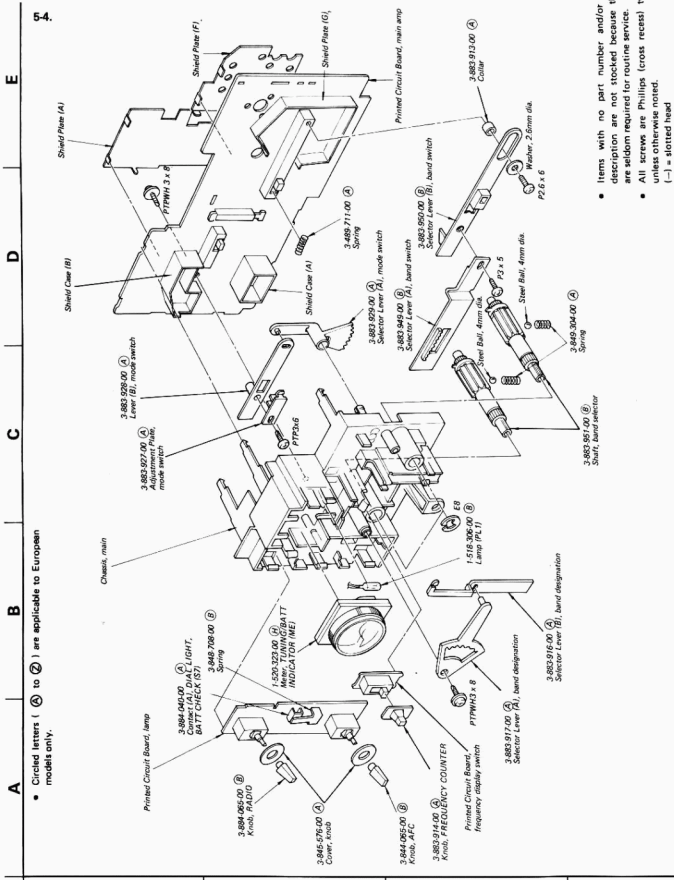 5-4.
A
B
C
D
E
• Circled letters ( Ⓐ to Ⓩ ) are applicable to European
models only.
Printed Circuit Board, lamp
3-884-040-00 Ⓐ
Contact (A), DIAL LIGHT,
BATT CHECK (S7)
3-848-708-00 Ⓑ
Spring
1-520-323-00 Ⓗ
Meter, TUNING/BATT
INDICATOR (ME)
Chassis, main
3-883-927-00 Ⓐ
Adjustment Plate,
mode switch
3-883-928-00 Ⓐ
Lever (B), mode switch
Shield Case (B)
PTPWH 3 x 8
Shield Plate (A)
Shield Plate (F)
Shield Plate (G)
Printed Circuit Board, main amp
3-884-065-00 Ⓑ
Knob, RADIO
3-845-576-00 Ⓐ
Cover, knob
3-844-065-00 Ⓑ
Knob, AFC
3-883-914-00 Ⓐ
Knob, FREQUENCY COUNTER
Printed Circuit Board,
frequency display switch
3-883-917-00 Ⓐ
Selector Lever (A), band designation
PTPWH3 x 8
3-883-916-00 Ⓐ
Selector Lever (B), band designation
1-518-306-00 Ⓑ
Lamp (PL1)
E8
PTP3x6
3-883-929-00 Ⓐ
Selector Lever (A), mode switch
Shield Case (A)
3-489-711-00 Ⓐ
Spring
3-883-949-00 Ⓑ
Selector Lever (A), band switch
3-883-950-00 Ⓑ
Selector Lever (B), band switch
3-883-913-00 Ⓐ
Collar
Washer, 2.6mm dia.
P2.6 x 6
P3 x 5
Steel Ball, 4mm dia.
Steel Ball, 4mm dia.
3-849-304-00 Ⓐ
Spring
3-883-951-00 Ⓑ
Shaft, band selector
• Items with no part number and/or
description are not stocked because
are seldom required for routine service.
• All screws are Phillips (cross recess)
unless otherwise noted.
(—) = slotted head